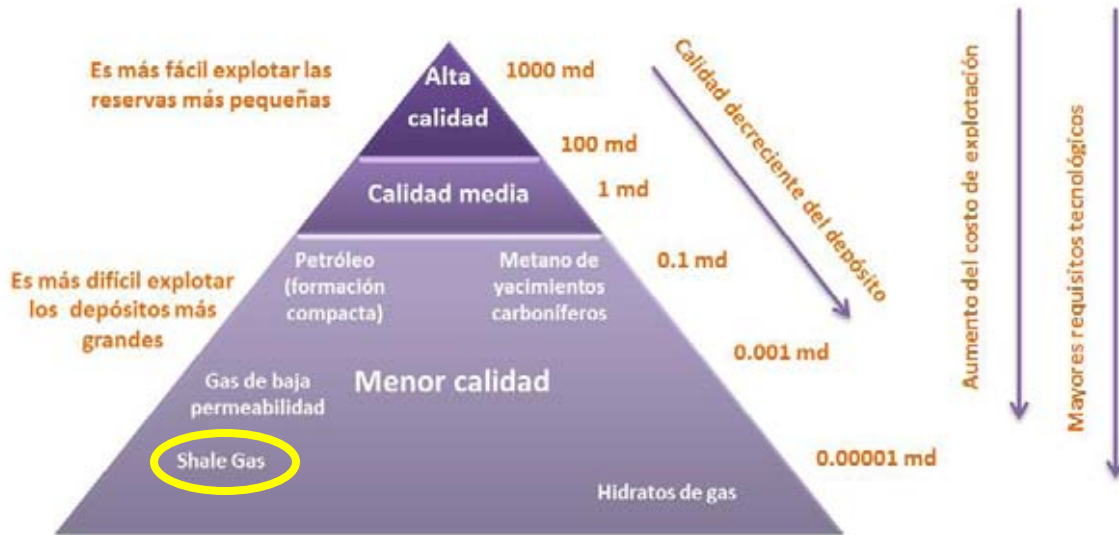 Es más fácil explotar las
reservas más pequeñas
Alta
calidad
1000 md
100 md
Calidad media
1 md
Calidad decreciente del depósito
Aumento del costo de explotación
Mayores requisitos tecnológicos
Es más difícil explotar
los depósitos más
grandes
Petróleo
(formación
compacta)
Metano de
yacimientos
carboníferos
0.1 md
0.001 md
Gas de baja
permeabilidad
Menor calidad
Shale Gas
0.00001 md
Hidratos de gas